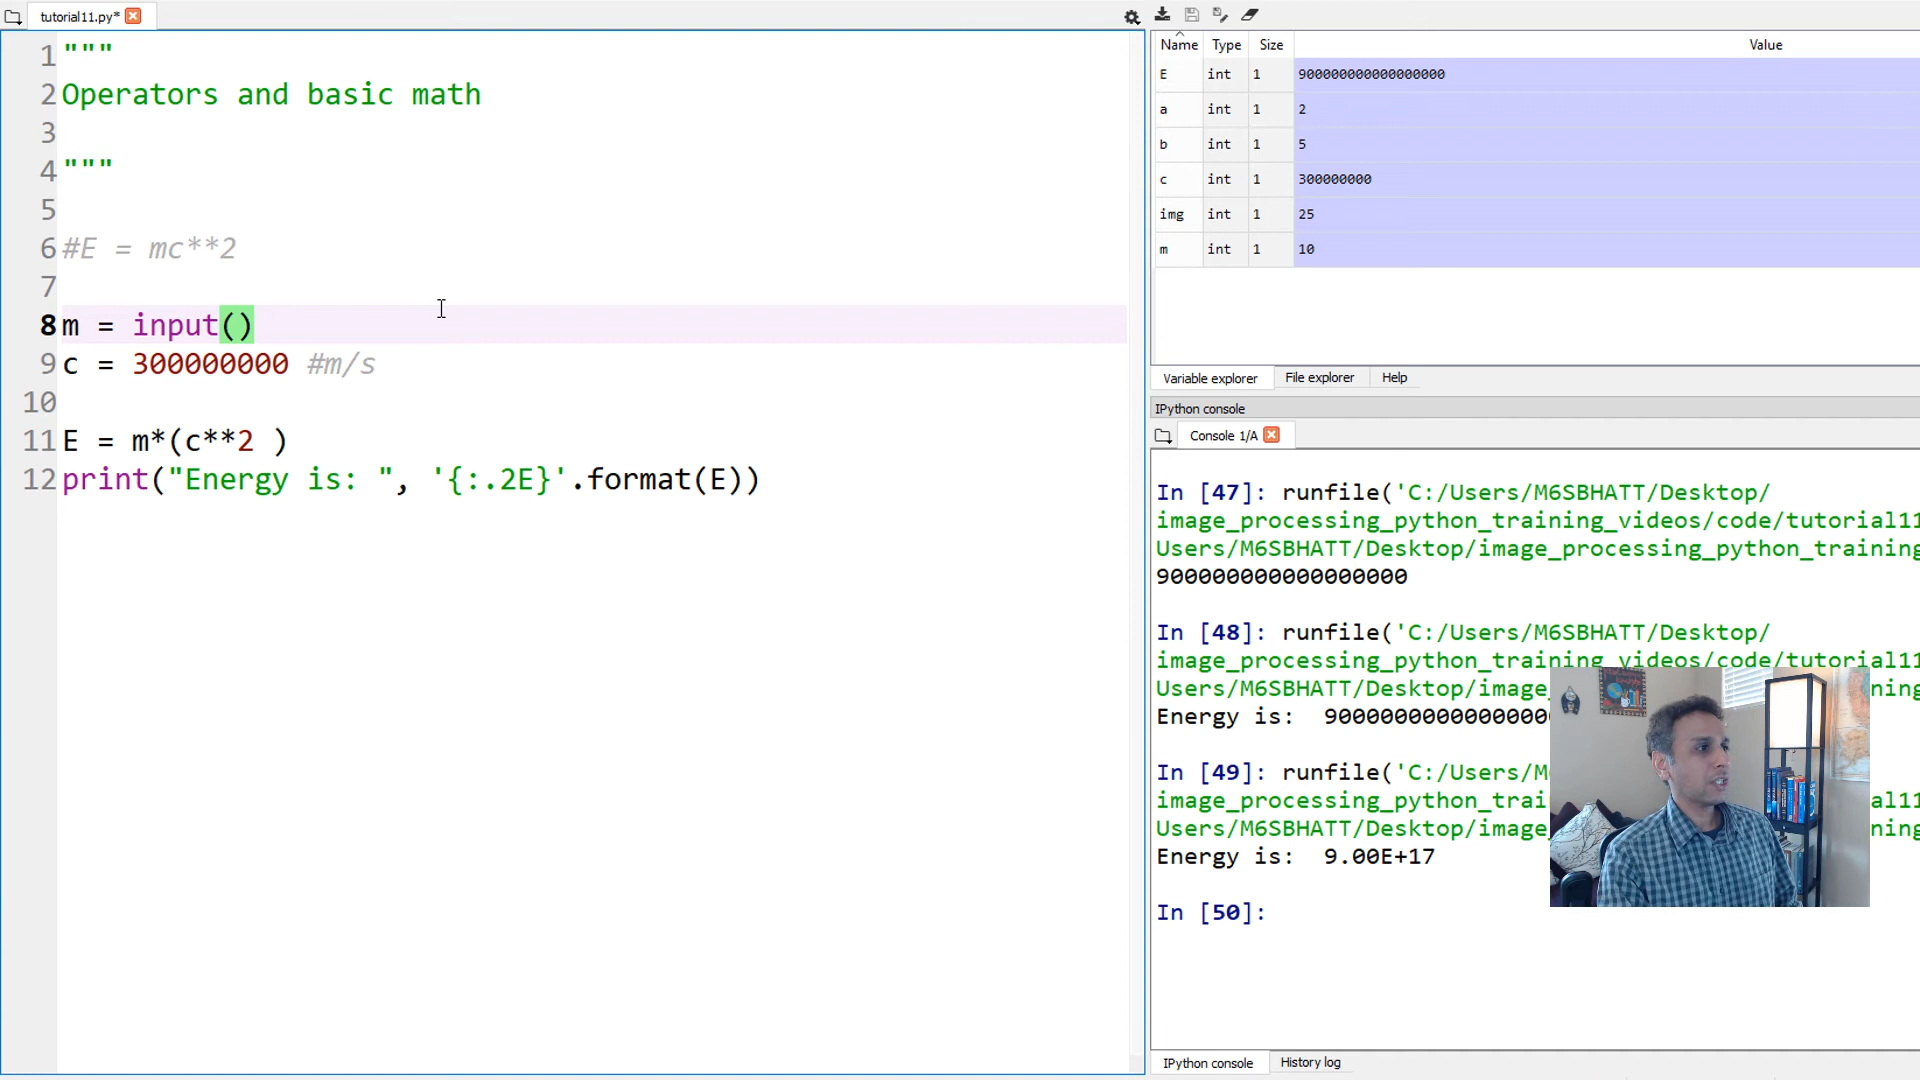 tutorial11.py*
1 """
2 Operators and basic math
3
4 """
5
6 #E = mc**2
7
8 m = input()
9 c = 300000000 #m/s
10
11 E = m*(c**2 )
12 print("Energy is: ", '{:.2E}'.format(E))
Name Type Size Value
E int 1 900000000000000000
a int 1 2
b int 1 5
c int 1 300000000
img int 1 25
m int 1 10
Variable explorer File explorer Help
IPython console
Console 1/A
In [47]: runfile('C:/Users/M6SBHATT/Desktop/
image_processing_python_training_videos/code/tutorial11
Users/M6SBHATT/Desktop/image_processing_python_training
900000000000000000
In [48]: runfile('C:/Users/M6SBHATT/Desktop/
image_processing_python_training_videos/code/tutorial11
Users/M6SBHATT/Desktop/image_ ning
Energy is:  9000000000000000
In [49]: runfile('C:/Users/M
image_processing_python_trai al11
Users/M6SBHATT/Desktop/image ning
Energy is:  9.00E+17
In [50]:
IPython console History log